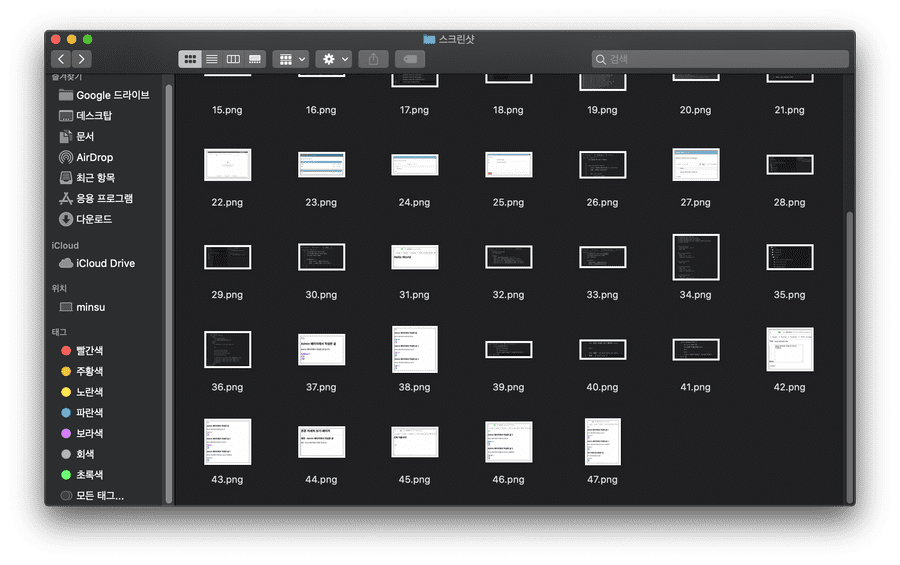 스크린샷
검색
즐겨찾기
Google 드라이브
데스크탑
문서
AirDrop
최근 항목
응용 프로그램
다운로드
iCloud
iCloud Drive
위치
minsu
태그
빨간색
주황색
노란색
파란색
보라색
회색
초록색
모든 태그...
15.png 16.png 17.png 18.png 19.png 20.png 21.png
22.png 23.png 24.png 25.png 26.png 27.png 28.png
Hello World
29.png 30.png 31.png 32.png 33.png 34.png 35.png
36.png 37.png 38.png 39.png 40.png 41.png 42.png
43.png 44.png 45.png 46.png 47.png